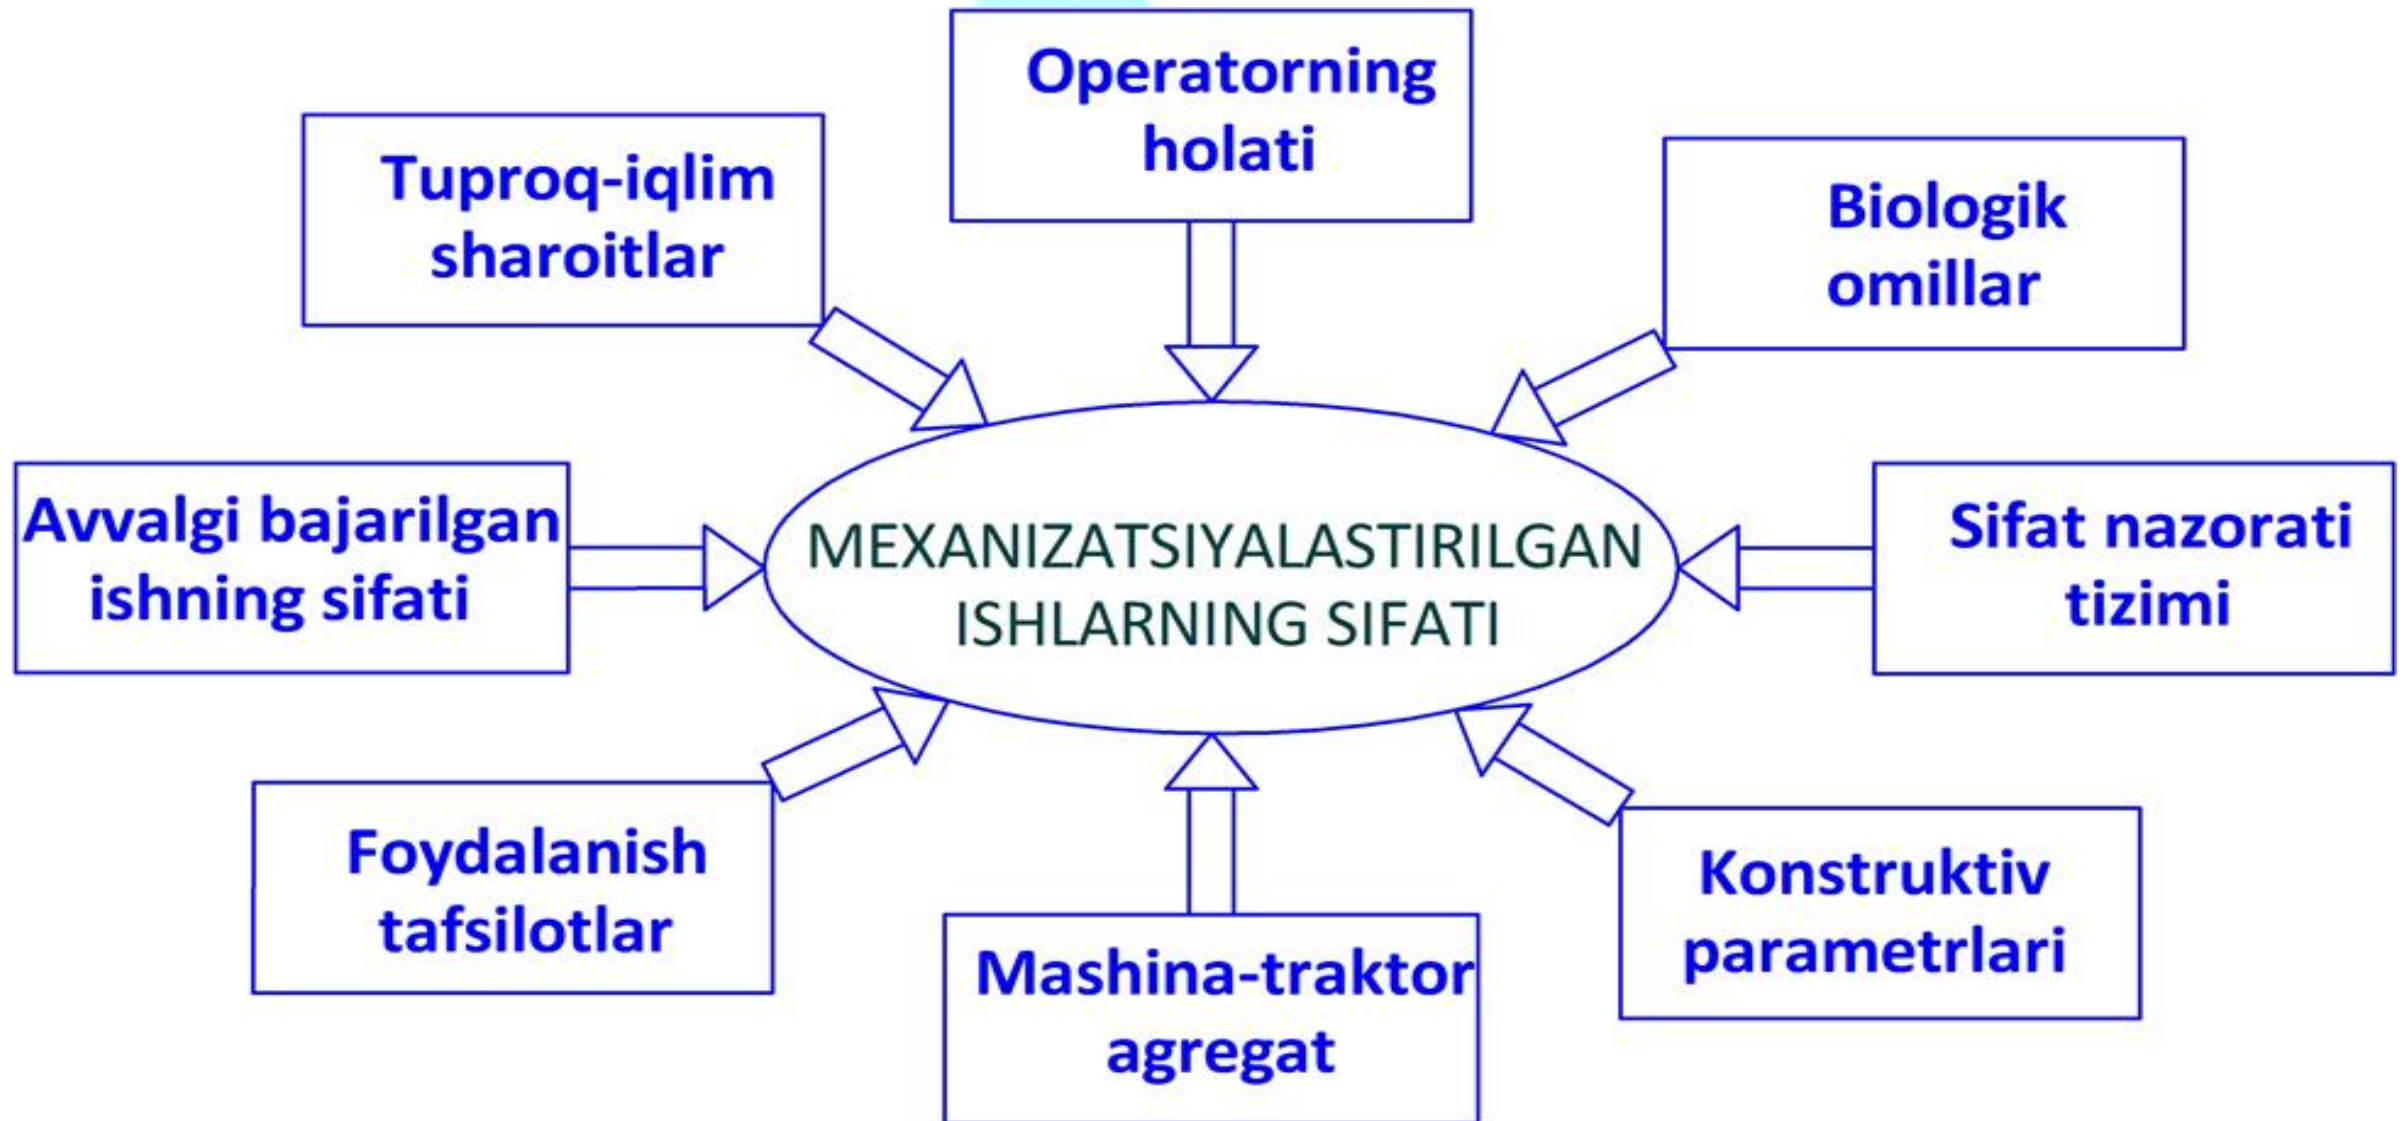 Operatorning
holati
Tuproq-iqlim
sharoitlar
Biologik
omillar
Avvalgi bajarilgan
ishning sifati
MEXANIZATSIYALASTIRILGAN
ISHLARNING SIFATI
Sifat nazorati
tizimi
Foydalanish
tafsilotlar
Mashina-traktor
agregat
Konstruktiv
parametrlari